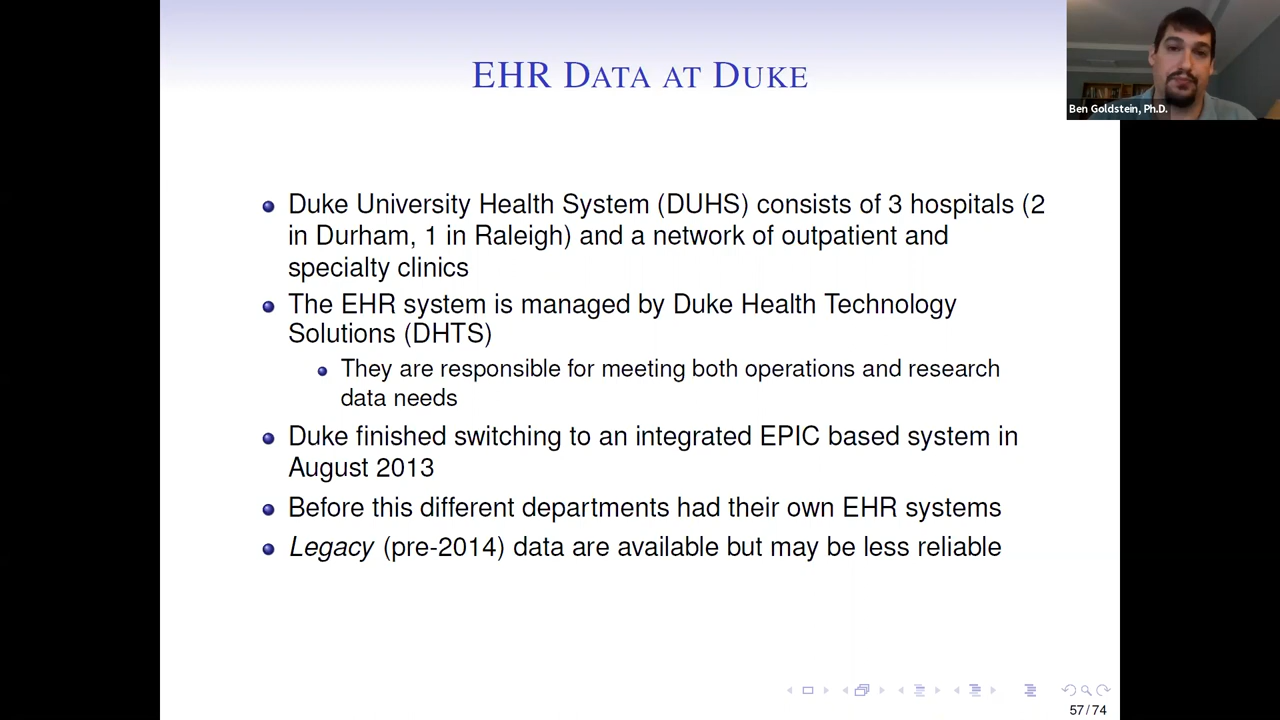 EHR DATA AT DUKE
Ben Goldstein, Ph.D.
Duke University Health System (DUHS) consists of 3 hospitals (2
in Durham, 1 in Raleigh) and a network of outpatient and
specialty clinics
The EHR system is managed by Duke Health Technology
Solutions (DHTS)
They are responsible for meeting both operations and research
data needs
Duke finished switching to an integrated EPIC based system in
August 2013
Before this different departments had their own EHR systems
Legacy (pre-2014) data are available but may be less reliable
57/74